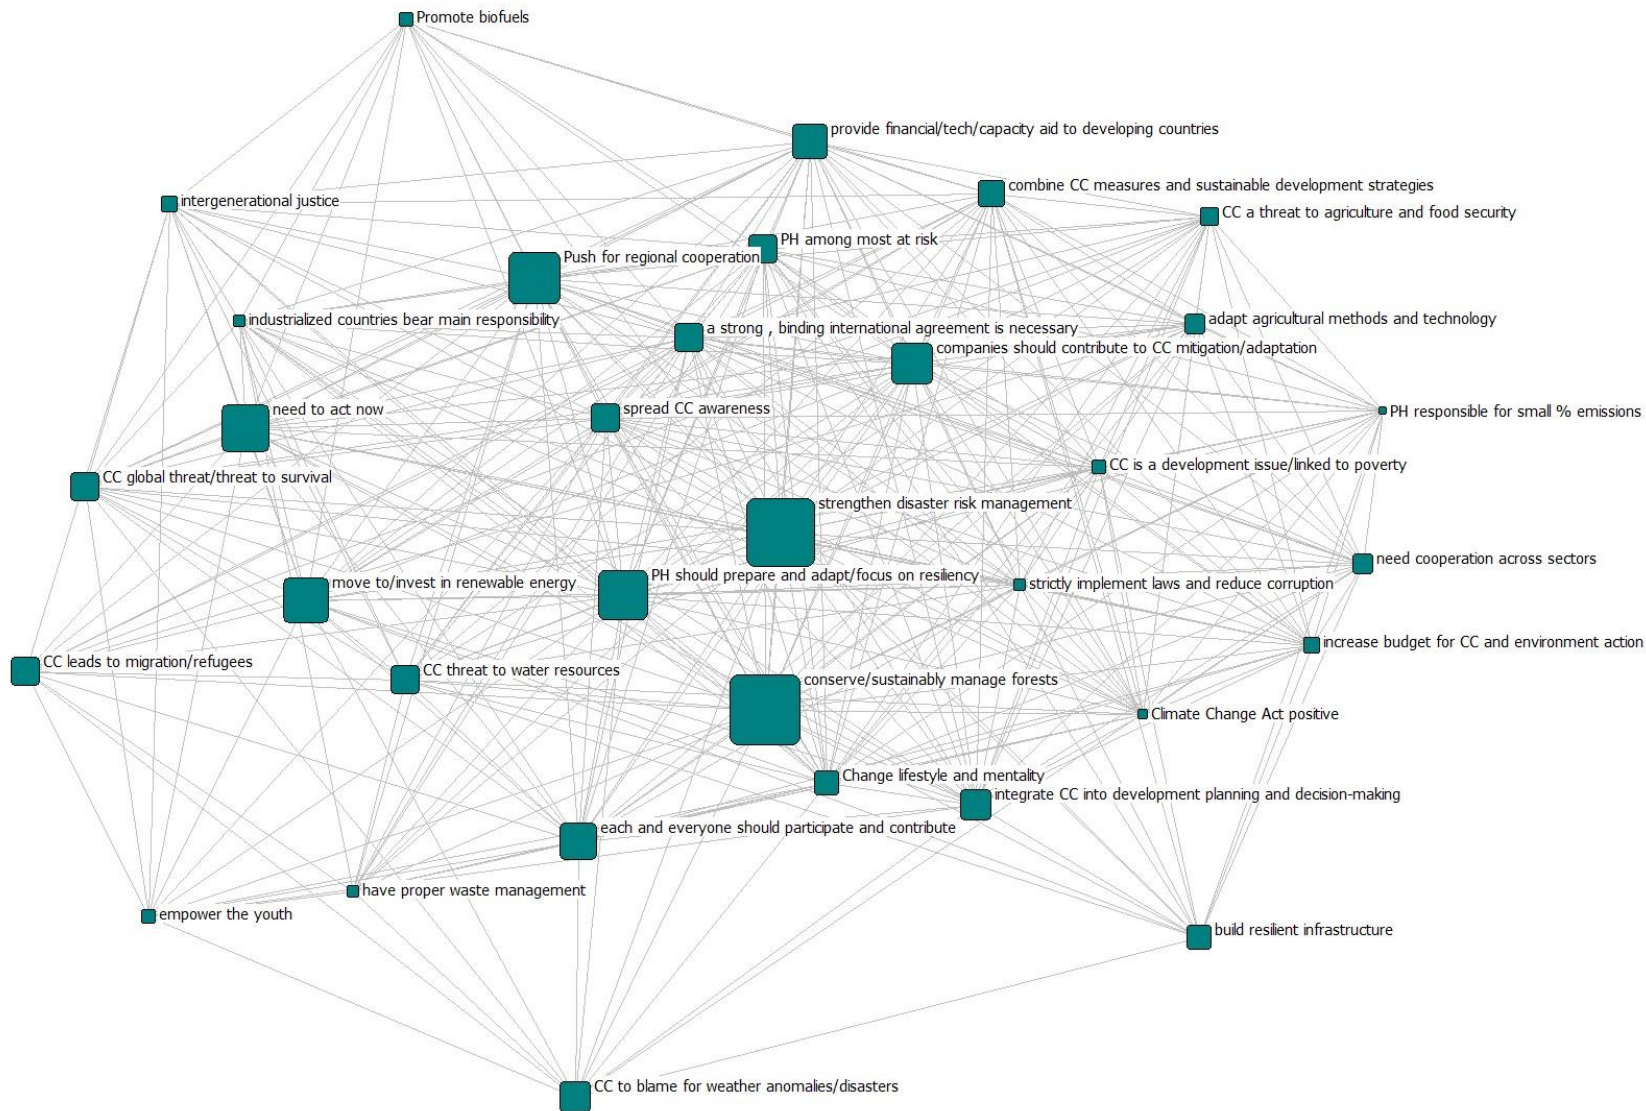 Promote biofuels
provide financial/tech/capacity aid to developing countries
combine CC measures and sustainable development strategies
intergenerational justice
CC a threat to agriculture and food security
PH among most at risk
Push for regional cooperation
industrialized countries bear main responsibility
adapt agricultural methods and technology
a strong , binding international agreement is necessary
companies should contribute to CC mitigation/adaptation
need to act now
spread CC awareness
PH responsible for small % emissions
CC is a development issue/linked to poverty
CC global threat/threat to survival
strengthen disaster risk management
need cooperation across sectors
PH should prepare and adapt/focus on resiliency
move to/invest in renewable energy
strictly implement laws and reduce corruption
increase budget for CC and environment action
CC leads to migration/refugees
CC threat to water resources
conserve/sustainably manage forests
Climate Change Act positive
Change lifestyle and mentality
integrate CC into development planning and decision-making
each and everyone should participate and contribute
have proper waste management
empower the youth
build resilient infrastructure
CC to blame for weather anomalies/disasters